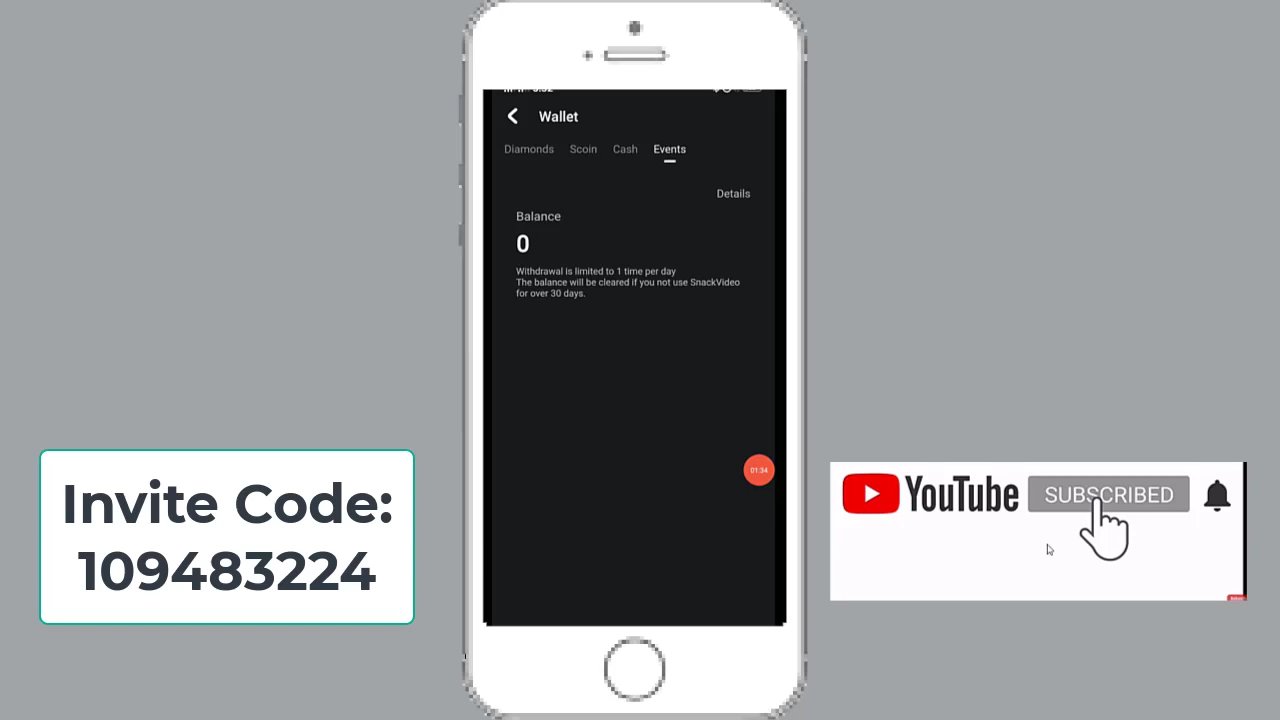 Wallet
Diamonds Scoin Cash Events
Details
Balance
0
Withdrawal is limited to 1 time per day
The balance will be cleared if you not use SnackVideo
for over 30 days.
01:34
Invite Code:
109483224
YouTube SUBSCRIBED